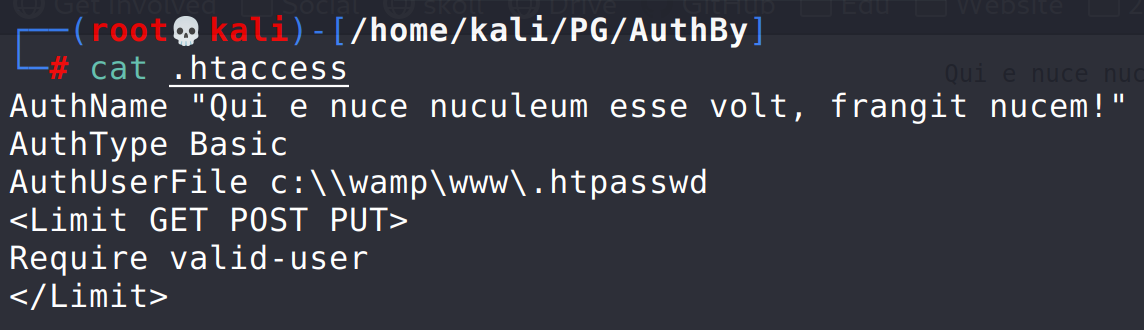 Get Involved Social Drive Edu Website
┌──(root💀kali)-[/home/kali/PG/AuthBy]
└─# cat .htaccess
Qui e nuce nuc
AuthName "Qui e nuce nuculeum esse volt, frangit nucem!"
AuthType Basic
AuthUserFile c:\\wamp\www\.htpasswd
<Limit GET POST PUT>
Require valid-user
</Limit>